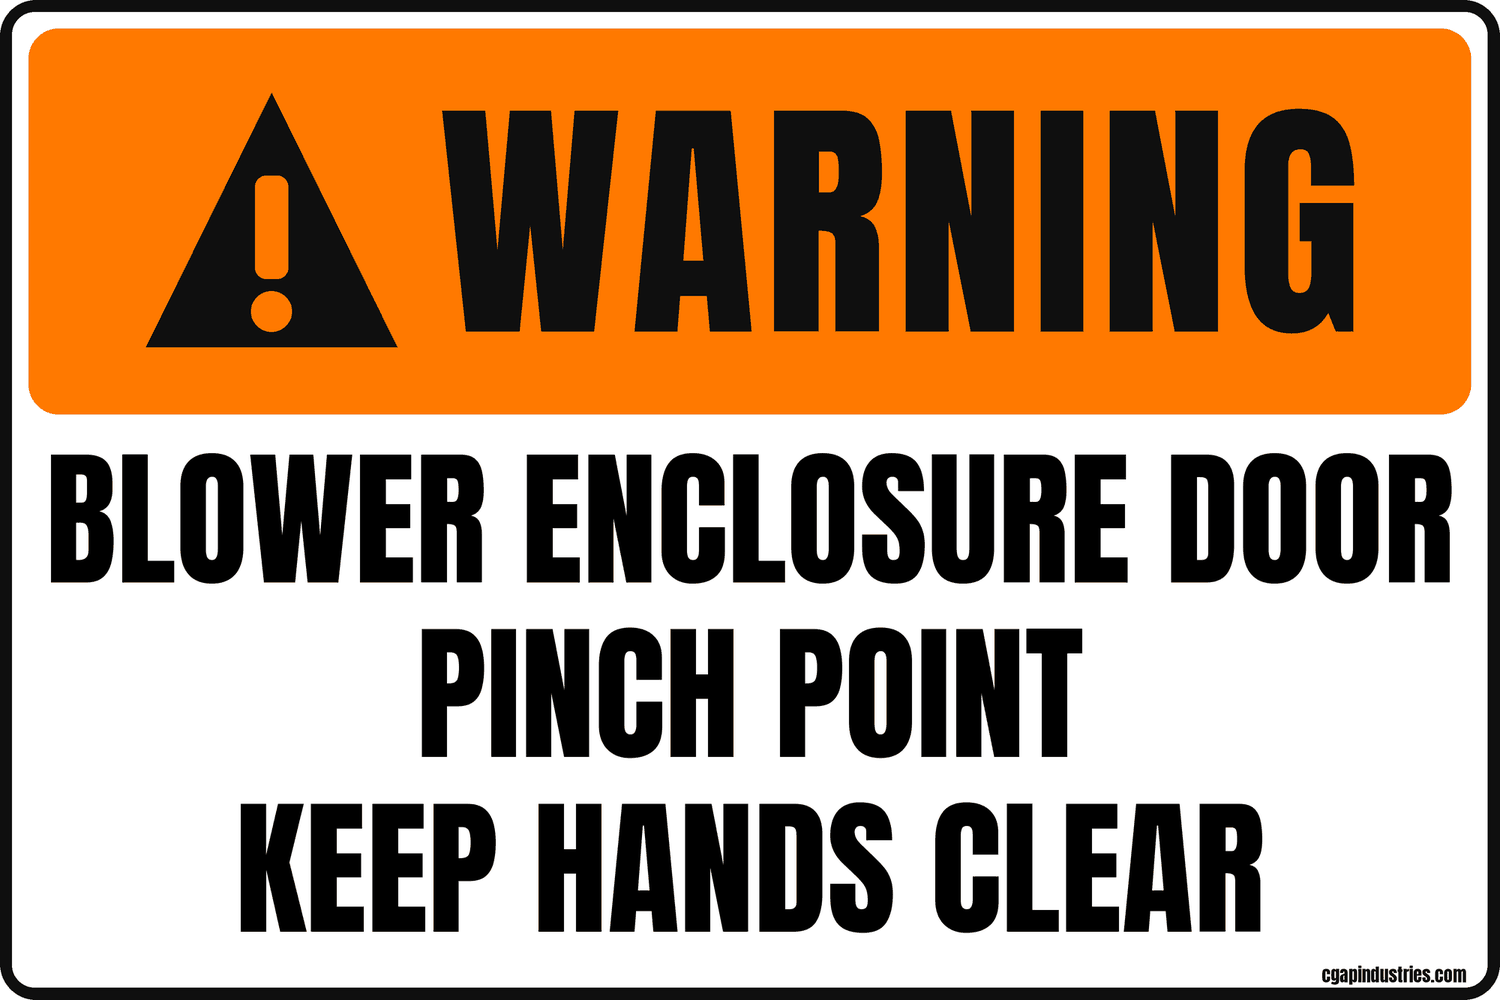 WARNING
BLOWER ENCLOSURE DOOR
PINCH POINT
KEEP HANDS CLEAR
cgapindustries.com